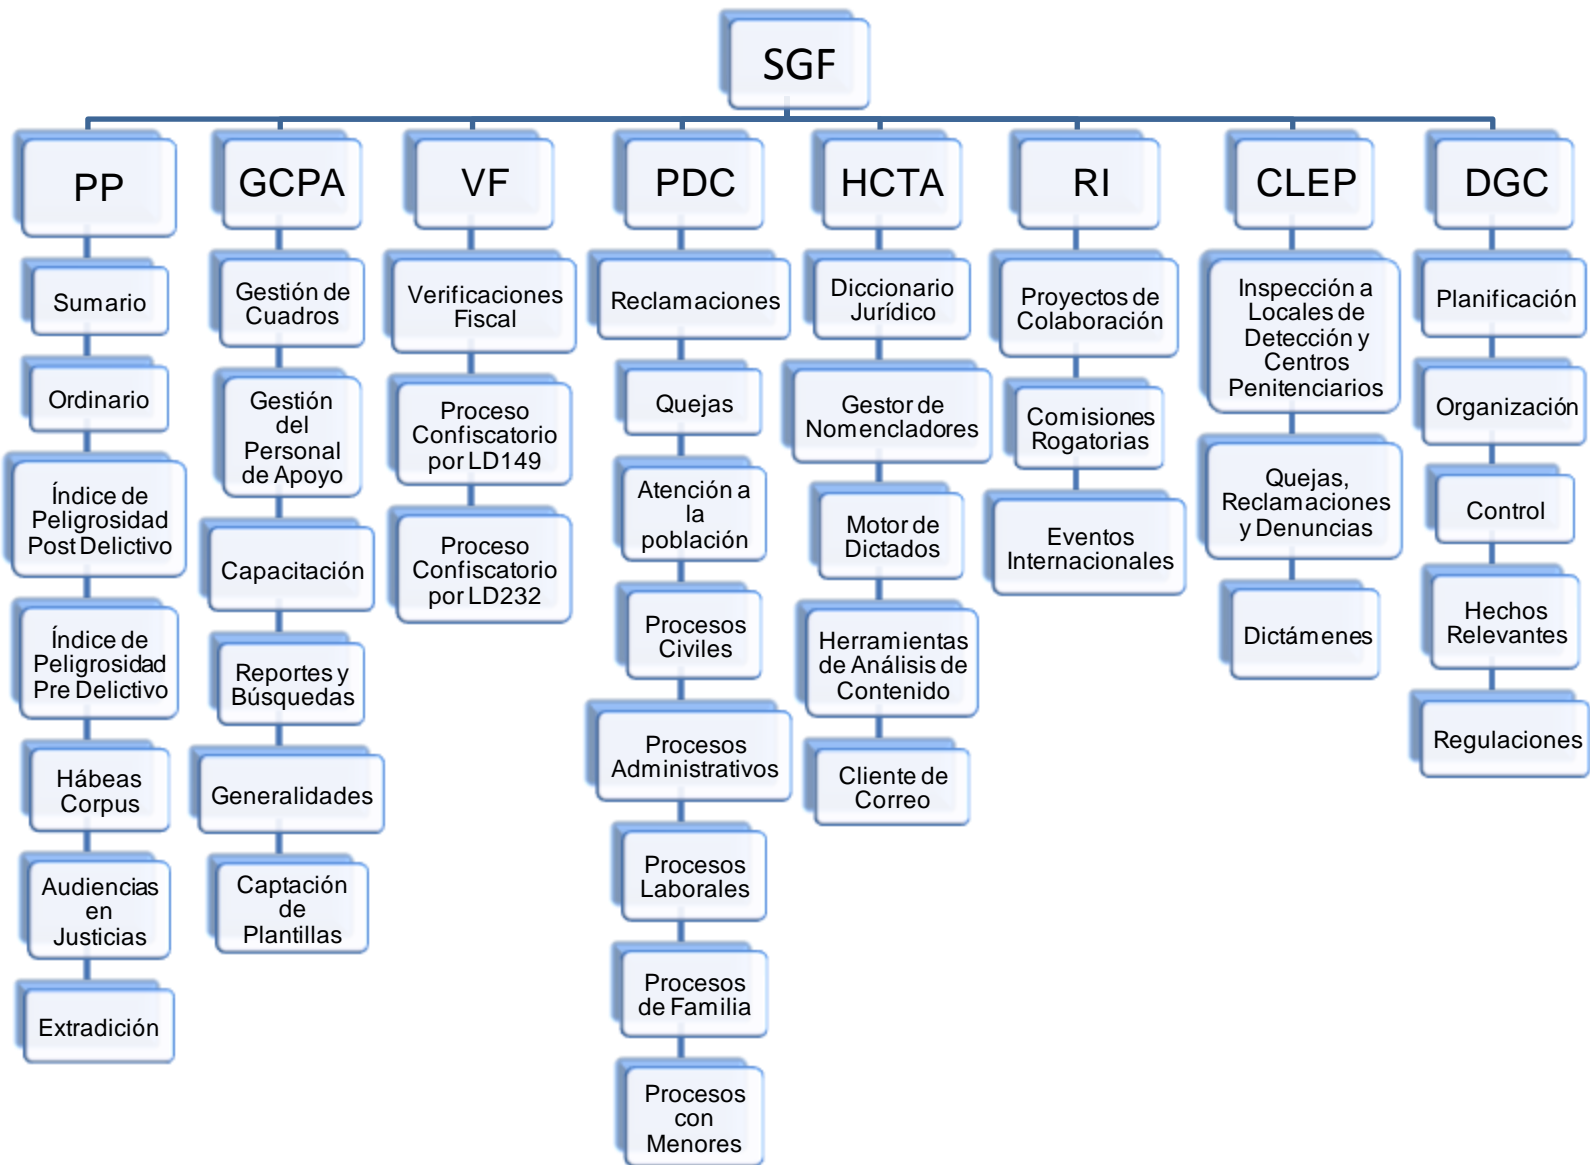 SGF
PP
GCPA
VF
PDC
HCTA
RI
CLEP
DGC
Sumario
Ordinario
Índice de
Peligrosidad
Post Delictivo
Índice de
Peligrosidad
Pre Delictivo
Hábeas
Corpus
Audiencias
en
Justicias
Extradición
Gestión de
Cuadros
Gestión
del
Personal
de Apoyo
Capacitación
Reportes y
Búsquedas
Generalidades
Captación
de
Plantillas
Verificaciones
Fiscal
Proceso
Confiscatorio
por LD149
Proceso
Confiscatorio
por LD232
Reclamaciones
Quejas
Atención a
la
población
Procesos
Civiles
Procesos
Administrativos
Procesos
Laborales
Procesos
de Familia
Procesos
con
Menores
Diccionario
Jurídico
Gestor de
Nomencladores
Motor de
Dictados
Herramientas
de Análisis de
Contenido
Cliente de
Correo
Proyectos de
Colaboración
Comisiones
Rogatorias
Eventos
Internacionales
Inspección a
Locales de
Detección y
Centros
Penitenciarios
Quejas,
Reclamaciones
y Denuncias
Dictámenes
Planificación
Organización
Control
Hechos
Relevantes
Regulaciones